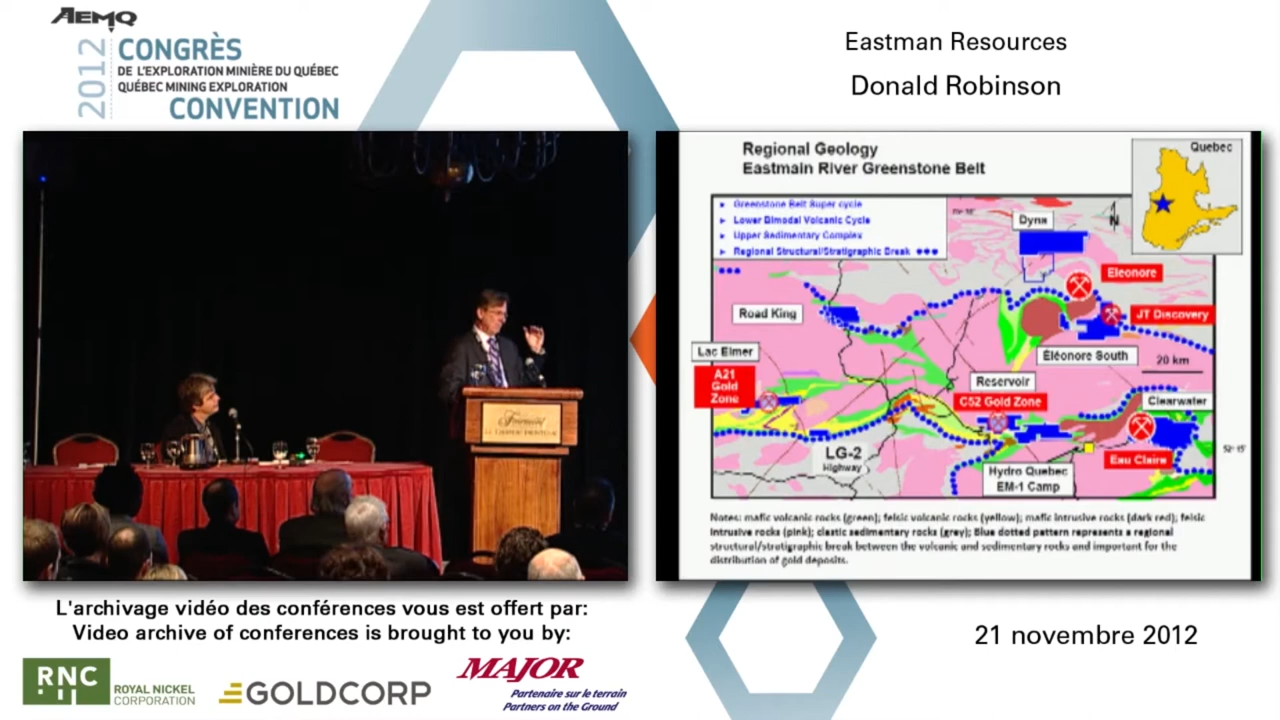 AEMQ
2012
CONGRÈS
DE L'EXPLORATION MINIÈRE DU QUÉBEC
QUÉBEC MINING EXPLORATION
CONVENTION
Eastman Resources
Donald Robinson
Fairmont
Regional Geology
Eastmain River Greenstone Belt
Quebec
Greenstone Belt Super cycle
Lower Bimodal Volcanic Cycle
Upper Sedimentary Complex
Regional Structural/Stratigraphic Break
N
Dyna
Eleonore
Road King
JT Discovery
Lac Elmer
Éléonore South
20 km
A21
Gold
Zone
Reservoir
C52 Gold Zone
Clearwater
LG-2
Highway
Eau Claire
52° 15'
Hydro Quebec
EM-1 Camp
Notes: mafic volcanic rocks (green); felsic volcanic rocks (yellow); mafic intrusive rocks (dark red); felsic
intrusive rocks (pink); clastic sedimentary rocks (grey); Blue dotted pattern represents a regional
structural/stratigraphic break between the volcanic and sedimentary rocks and important for the
distribution of gold deposits.
L'archivage vidéo des conférences vous est offert par:
Video archive of conferences is brought to you by:
21 novembre 2012
RNC
ROYAL NICKEL
CORPORATION
GOLDCORP
MAJOR
Partenaire sur le terrain
Partners on the Ground